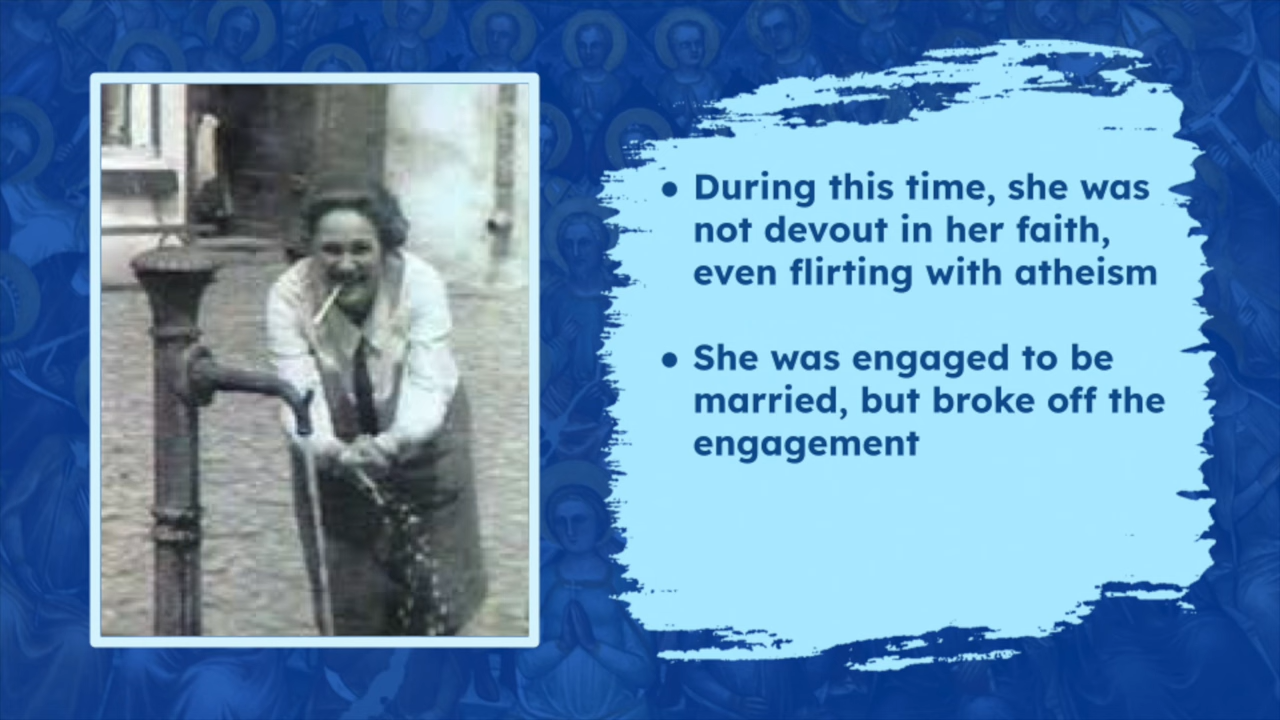 • During this time, she was
not devout in her faith,
even flirting with atheism
• She was engaged to be
married, but broke off the
engagement